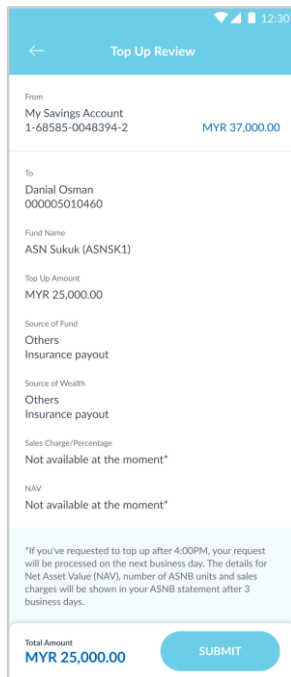 12:30
Top Up Review
From
My Savings Account
1-68585-0048394-2 MYR 37,000.00
To
Danial Osman
000005010460
Fund Name
ASN Sukuk (ASNSK1)
Top Up Amount
MYR 25,000.00
Source of Fund
Others
Insurance payout
Source of Wealth
Others
Insurance payout
Sales Charge/Percentage
Not available at the moment*
NAV
Not available at the moment*
*If you've requested to top up after 4:00PM, your request
will be processed on the next business day. The details for
Net Asset Value (NAV), number of ASNB units and sales
charges will be shown in your ASNB statement after 3
business days.
Total Amount
MYR 25,000.00 SUBMIT